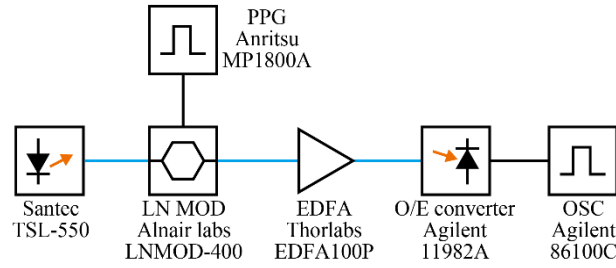 PPG
Anritsu
MP1800A
Santec
TSL-550
LN MOD
Alnair labs
LNMOD-400
EDFA
Thorlabs
EDFA100P
O/E converter
Agilent
11982A
OSC
Agilent
86100C